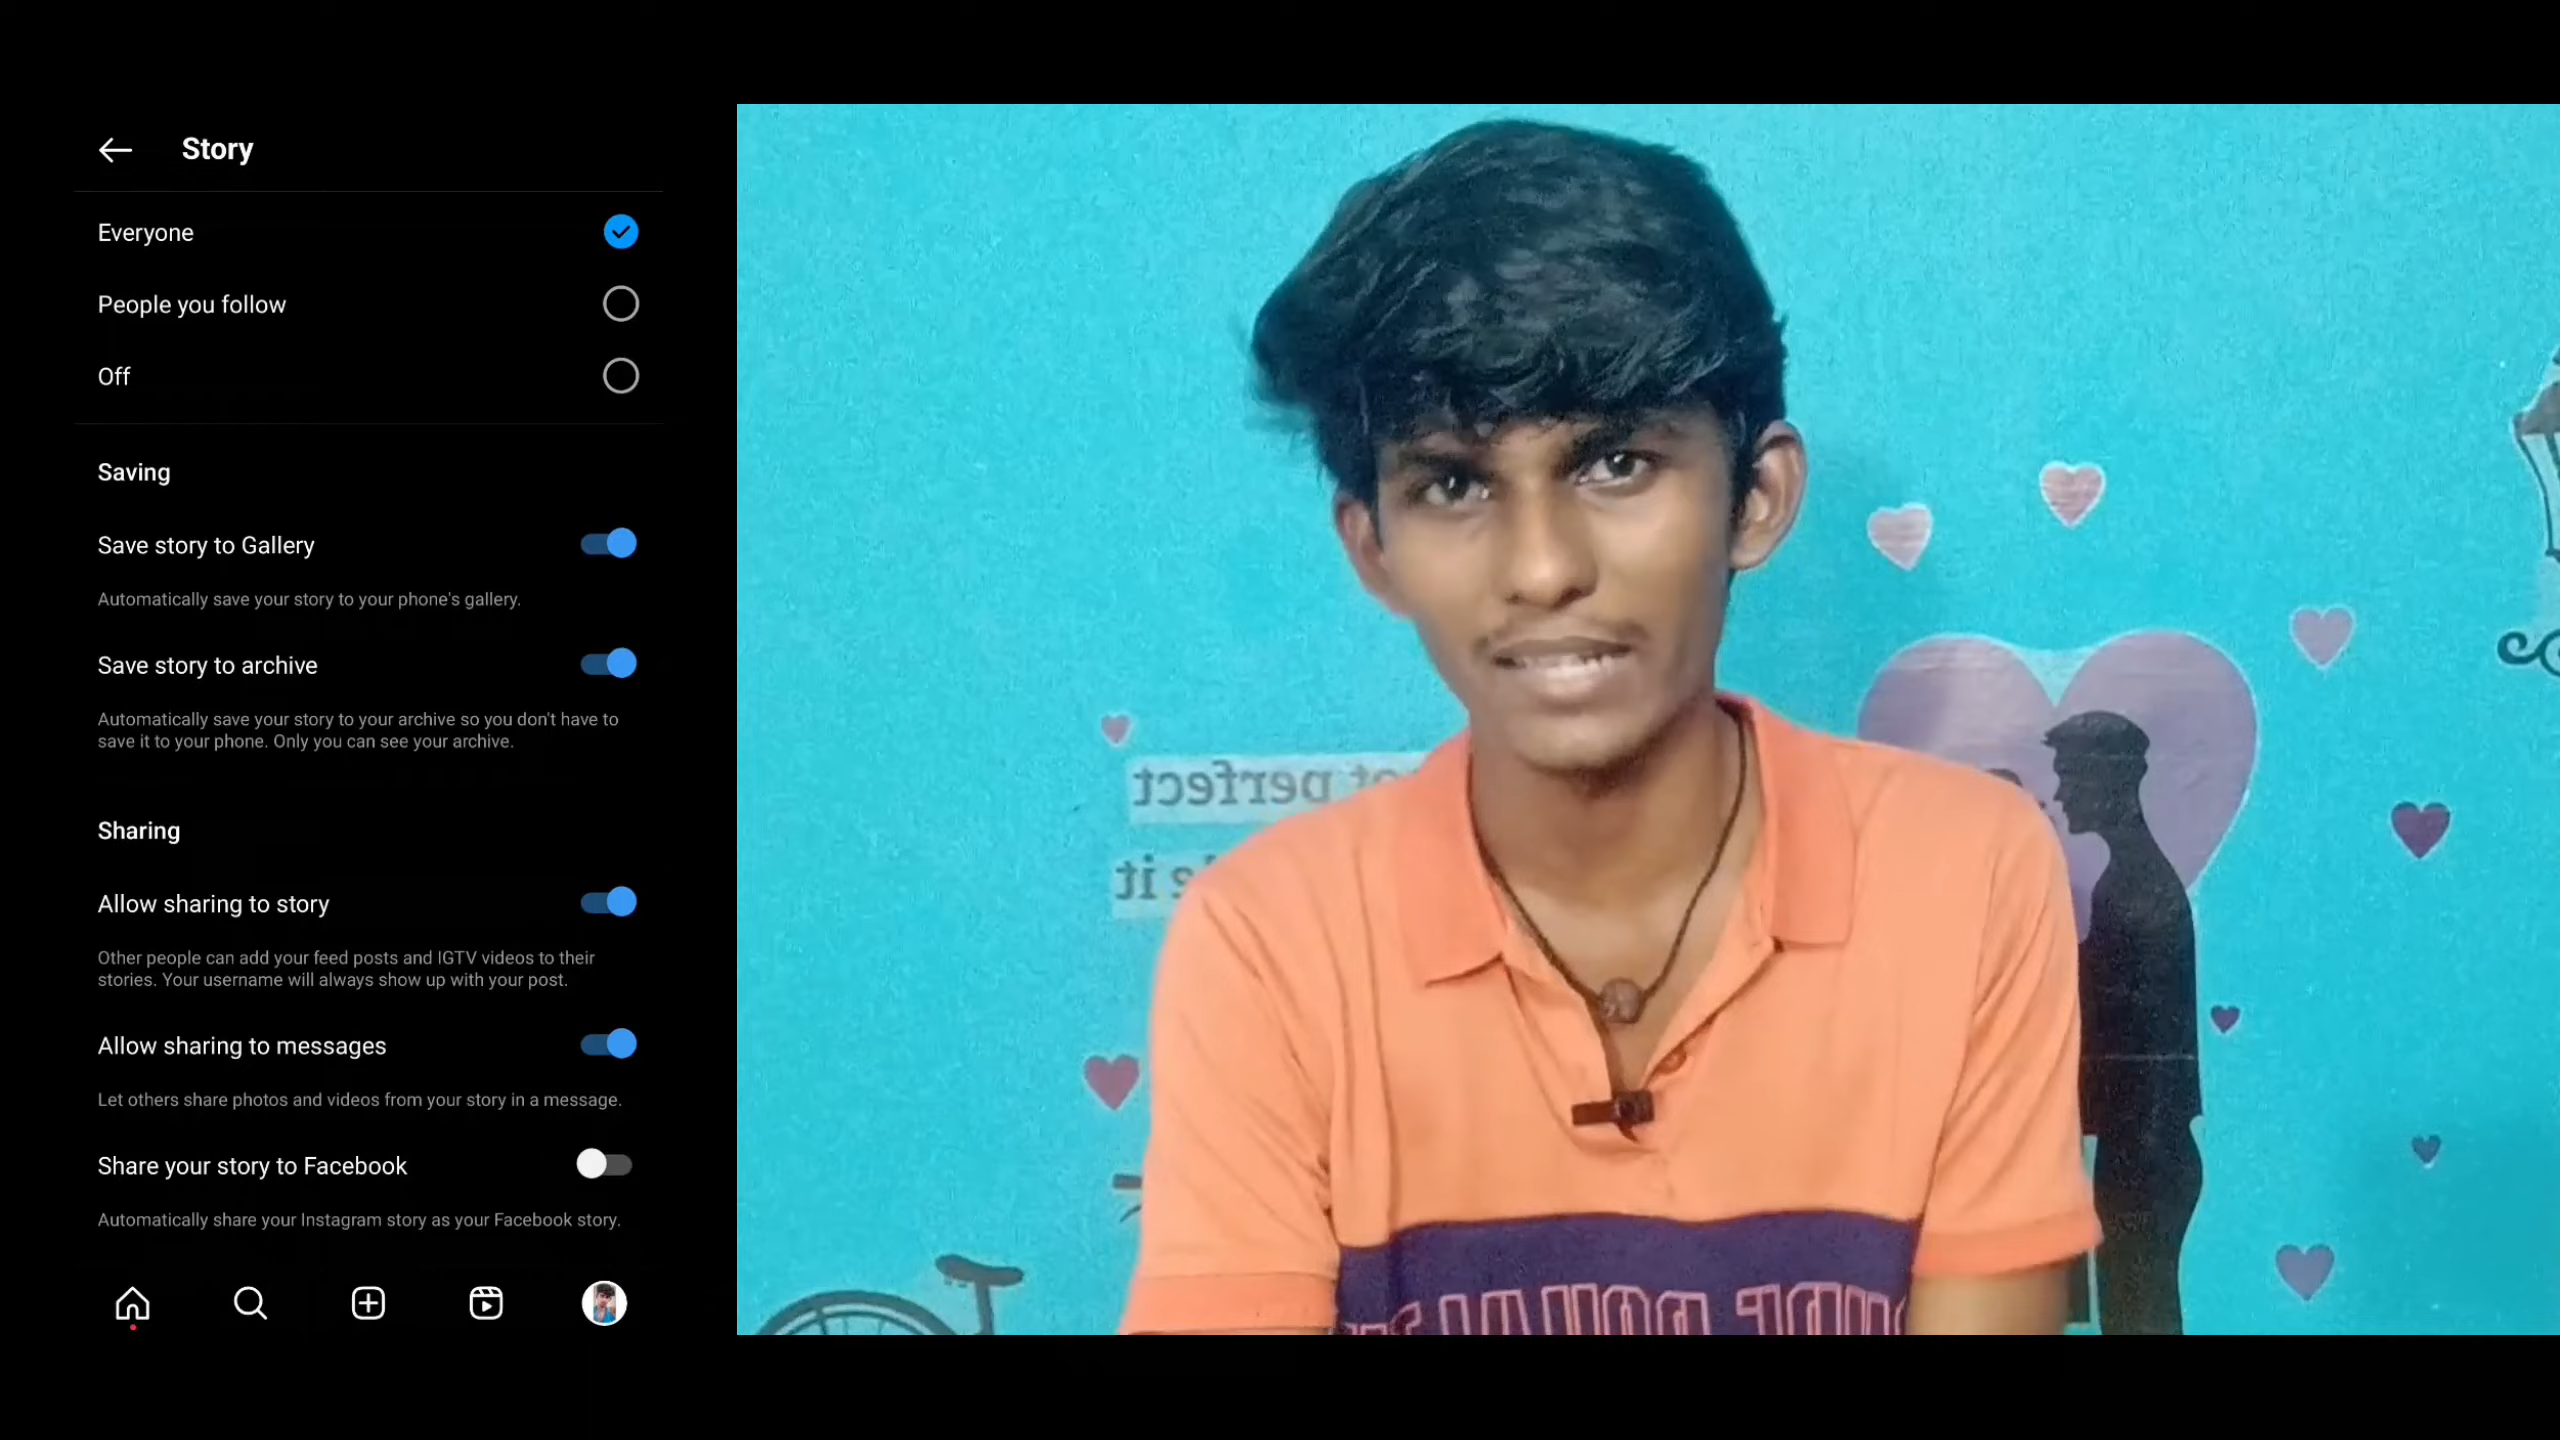 Story
Everyone
People you follow
Off
Saving
Save story to Gallery
Automatically save your story to your phone's gallery.
Save story to archive
Automatically save your story to your archive so you don't have to
save it to your phone. Only you can see your archive.
Sharing
Allow sharing to story
Other people can add your feed posts and IGTV videos to their
stories. Your username will always show up with your post.
Allow sharing to messages
Let others share photos and videos from your story in a message.
Share your story to Facebook
Automatically share your Instagram story as your Facebook story.
perfect
it